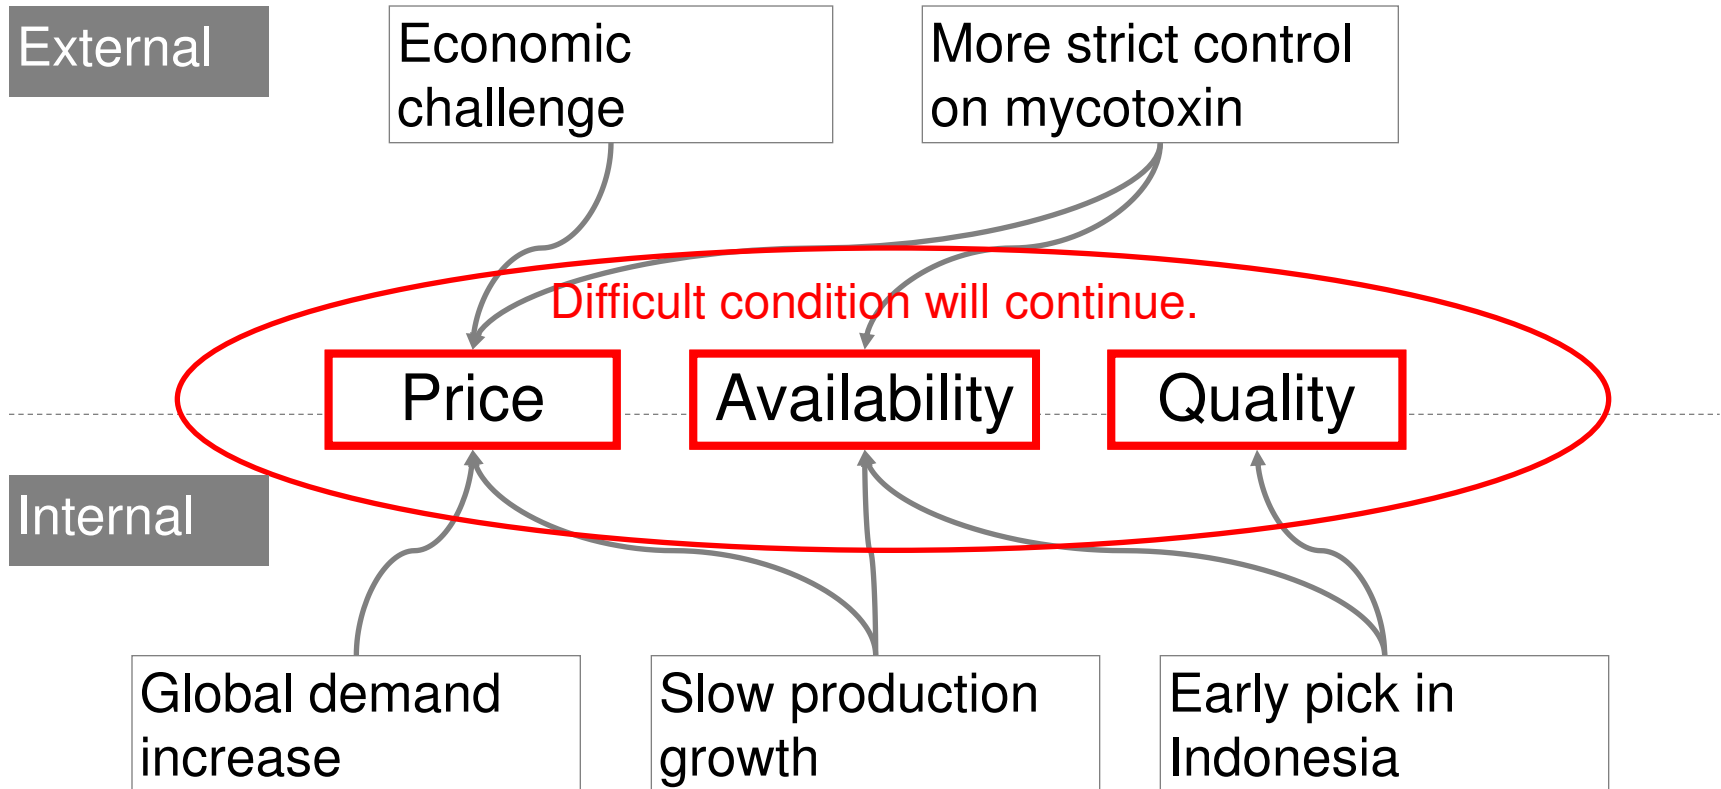 External
Economic
challenge
More strict control
on mycotoxin
Difficult condition will continue.
Price
Availability
Quality
Internal
Global demand
increase
Slow production
growth
Early pick in
Indonesia